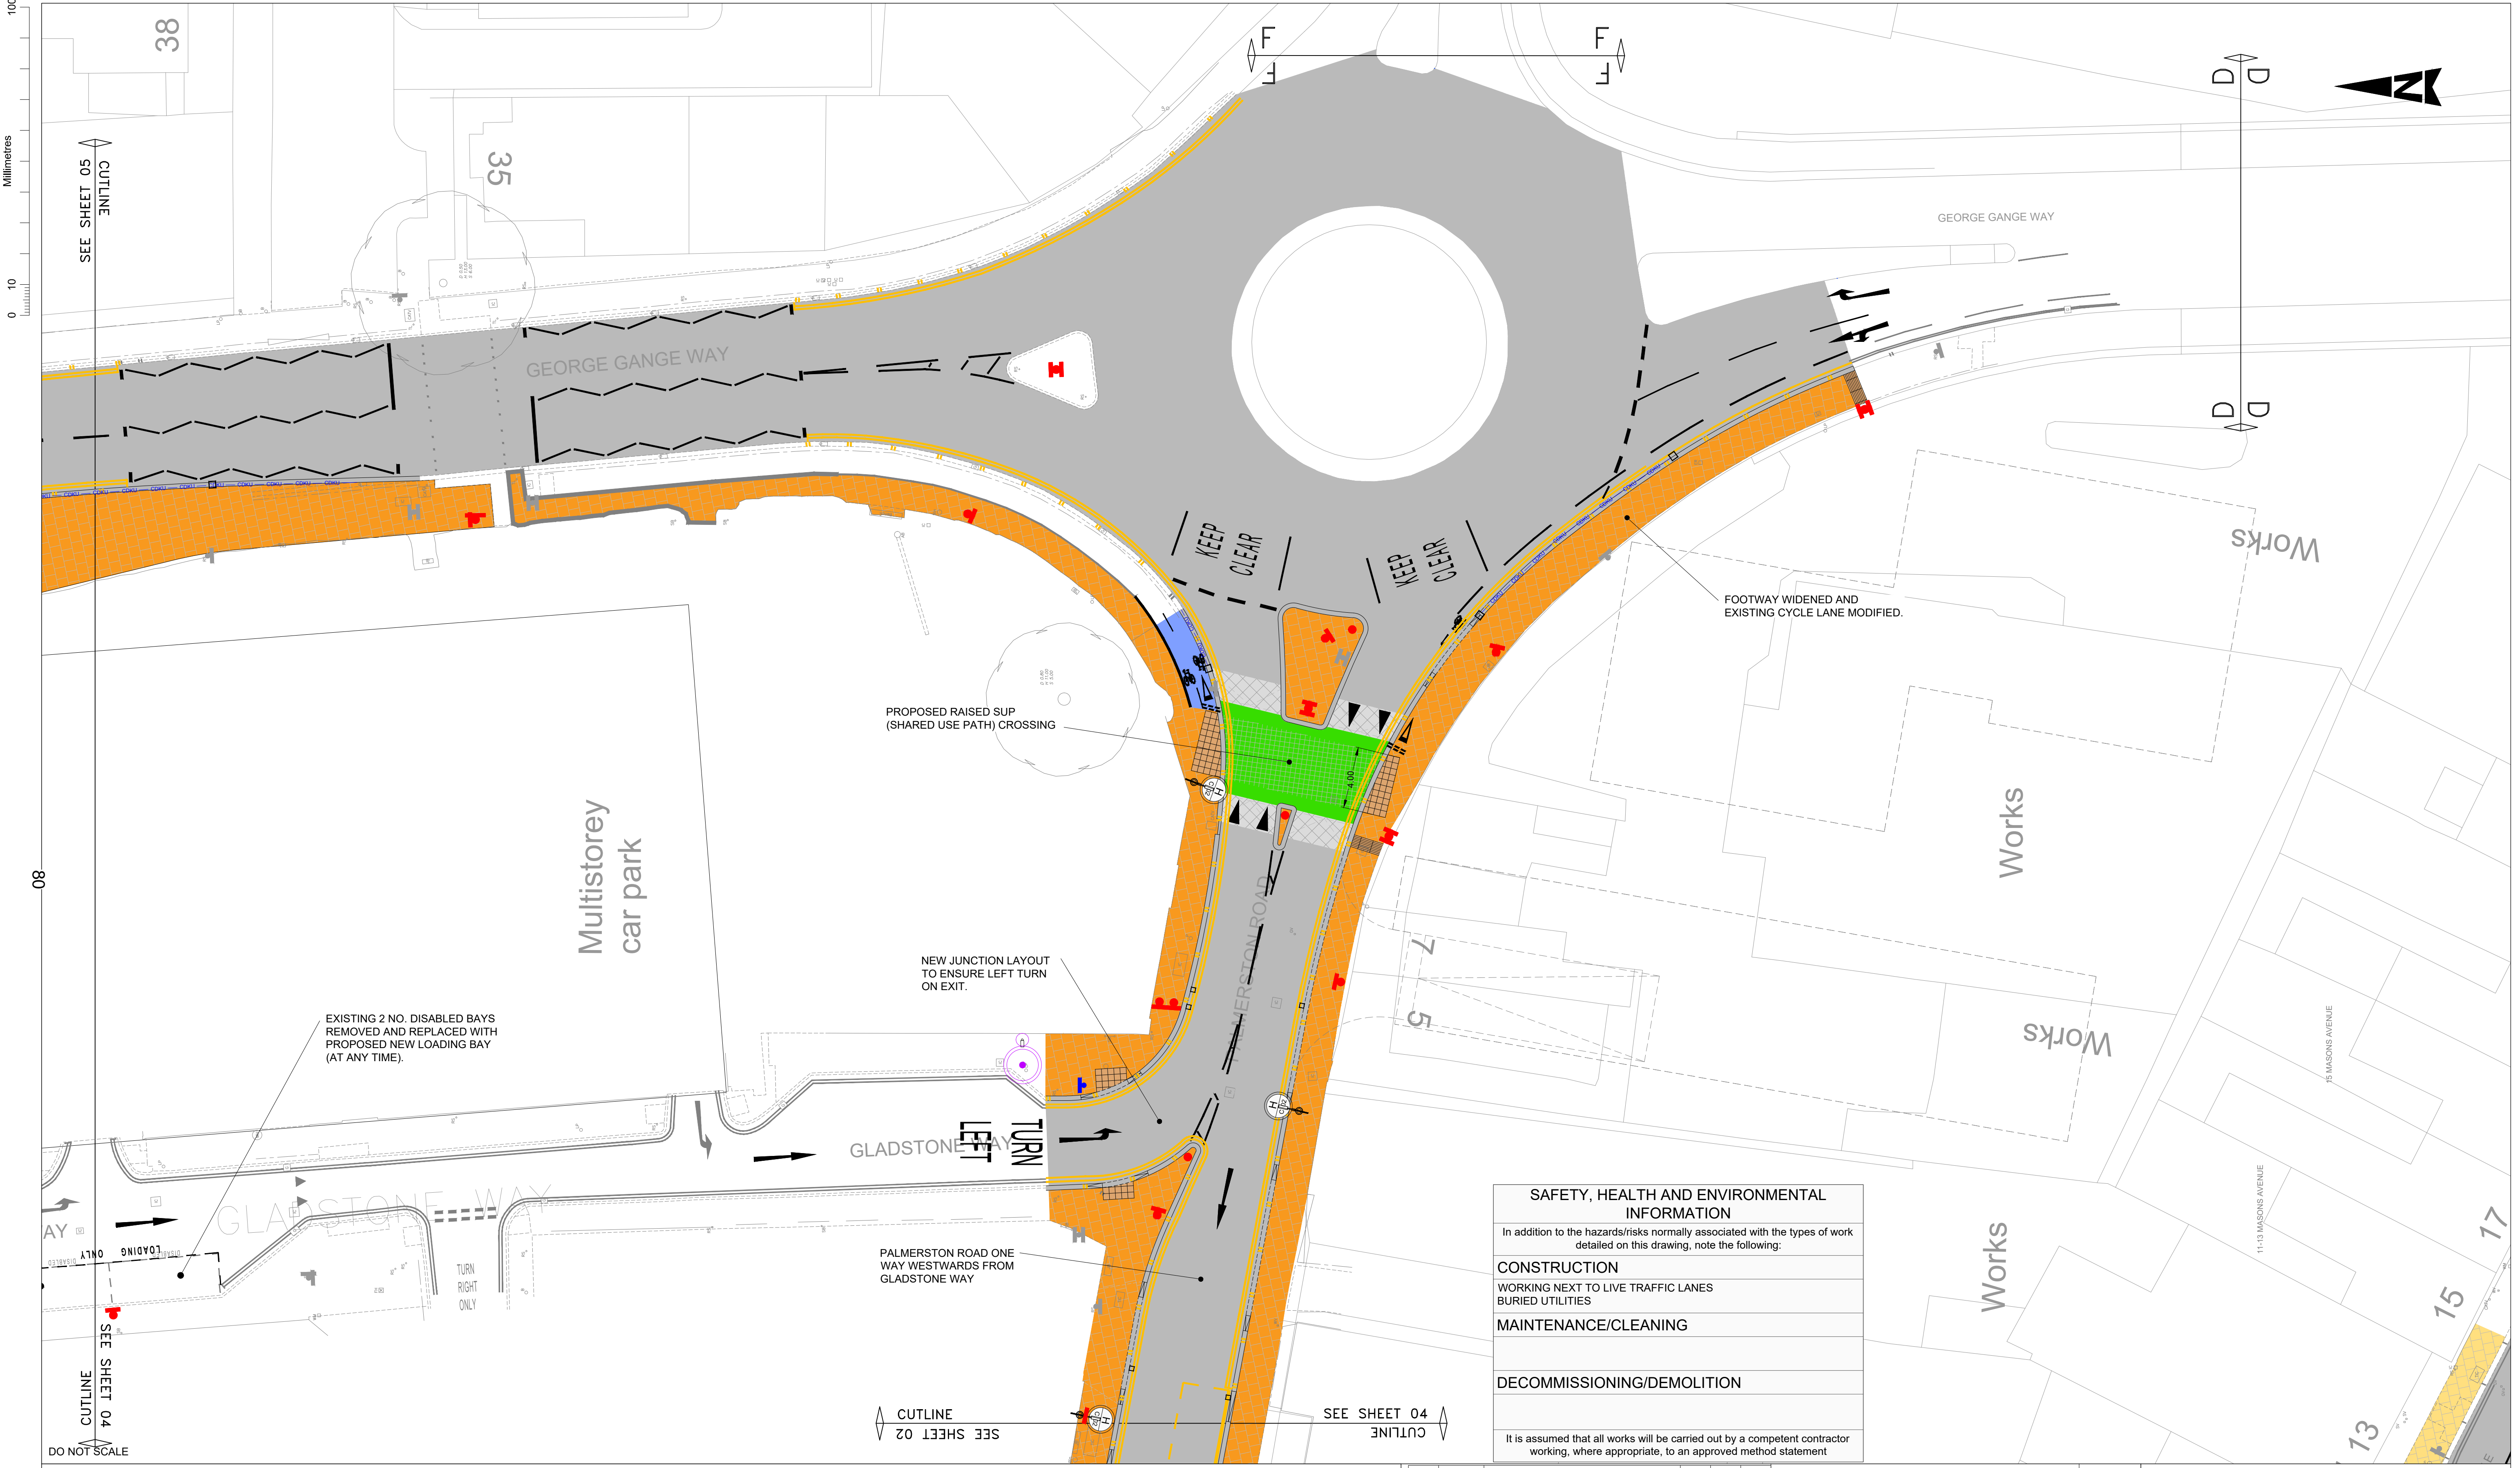 100
Millimetres
10
0
38
35
SEE SHEET 05
CUTLINE
F
F
F
F
D
D
N
GEORGE GANGE WAY
D
D
GEORGE GANGE WAY
CDKU
KEEP
CLEAR
KEEP
CLEAR
Works
FOOTWAY WIDENED AND
EXISTING CYCLE LANE MODIFIED.
PROPOSED RAISED SUP
(SHARED USE PATH) CROSSING
4.00
80
Multistorey
car park
Works
PALMERSTON ROAD
7
5
NEW JUNCTION LAYOUT
TO ENSURE LEFT TURN
ON EXIT.
EXISTING 2 NO. DISABLED BAYS
REMOVED AND REPLACED WITH
PROPOSED NEW LOADING BAY
(AT ANY TIME).
Works
15 MASONS AVENUE
TURN
LEFT
GLADSTONE WAY
GLADSTONE WAY
AY
LOADING ONLY
DISABLED
DISABLED
TURN
RIGHT
ONLY
PALMERSTON ROAD ONE
WAY WESTWARDS FROM
GLADSTONE WAY
SAFETY, HEALTH AND ENVIRONMENTAL
INFORMATION
In addition to the hazards/risks normally associated with the types of work
detailed on this drawing, note the following:
CONSTRUCTION
WORKING NEXT TO LIVE TRAFFIC LANES
BURIED UTILITIES
MAINTENANCE/CLEANING
DECOMMISSIONING/DEMOLITION
It is assumed that all works will be carried out by a competent contractor
working, where appropriate, to an approved method statement
Works
11-13 MASONS AVENUE
17
15
13
CUTLINE
SEE SHEET 04
CUTLINE
SEE SHEET 02
SEE SHEET 04
CUTLINE
DO NOT SCALE